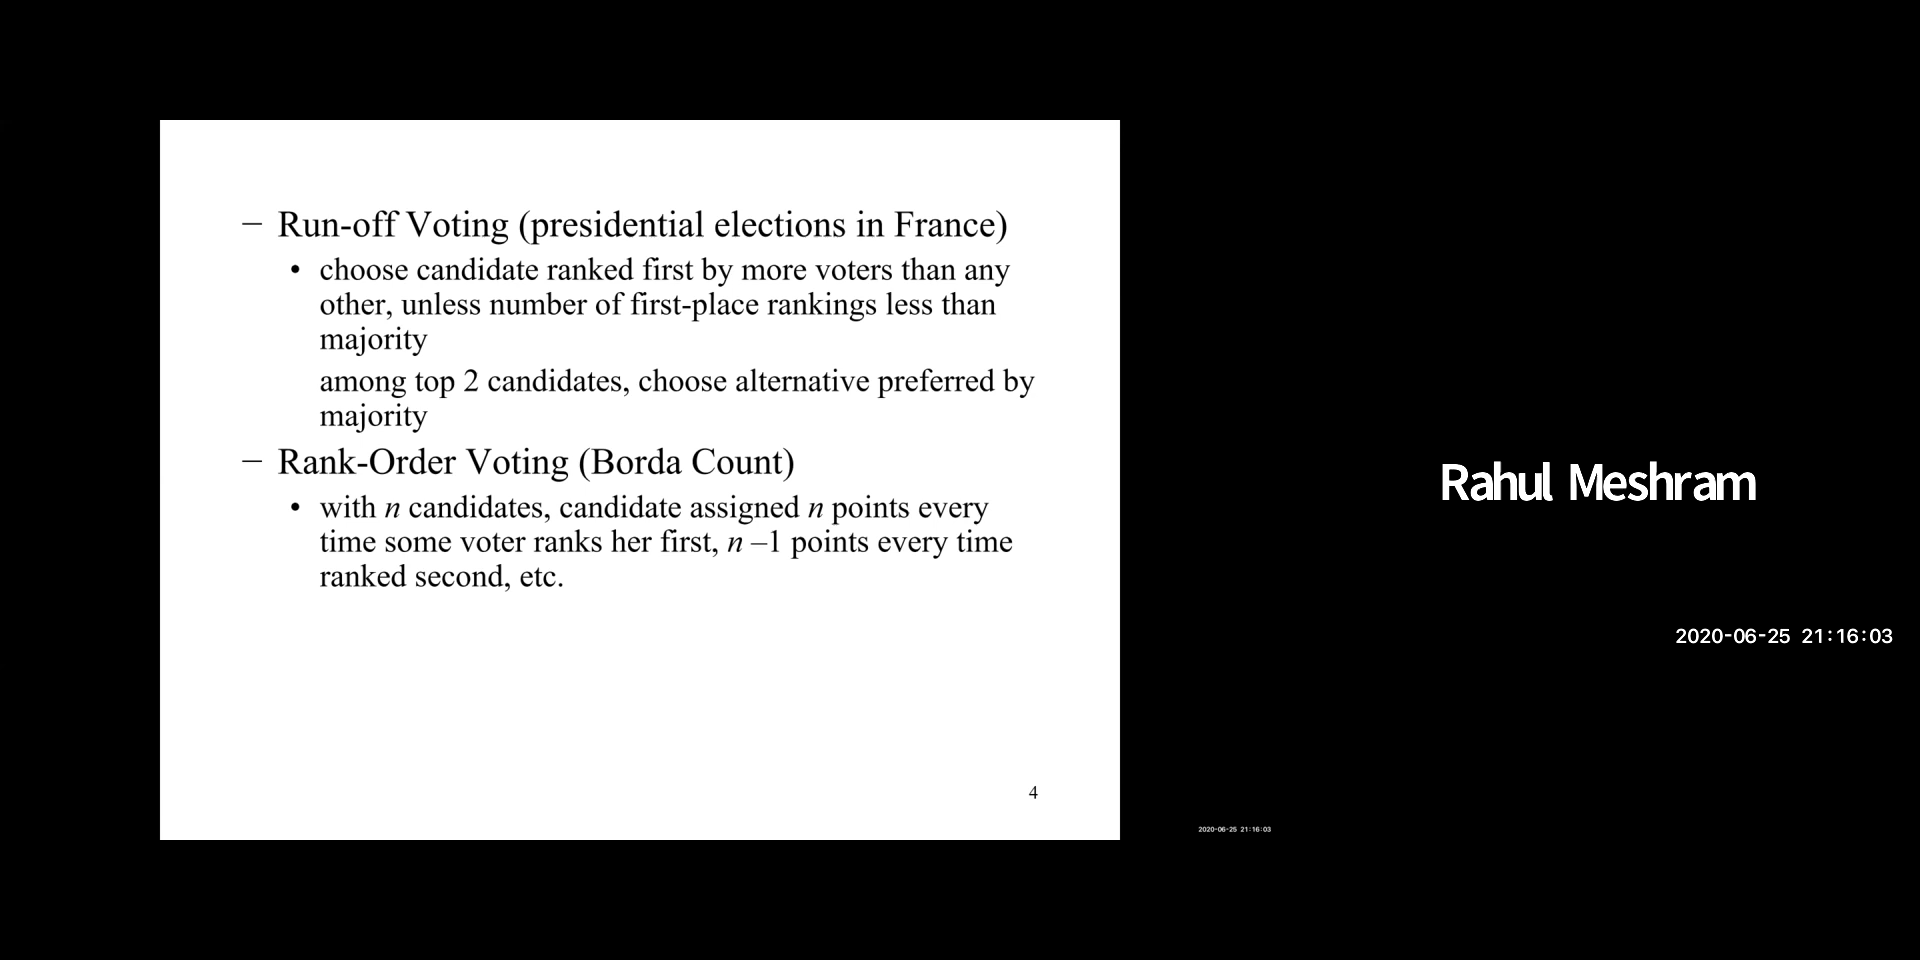 – Run-off Voting (presidential elections in France)
• choose candidate ranked first by more voters than any
other, unless number of first-place rankings less than
majority
among top 2 candidates, choose alternative preferred by
majority
– Rank-Order Voting (Borda Count)
• with n candidates, candidate assigned n points every
time some voter ranks her first, n –1 points every time
ranked second, etc.
4
Rahul Meshram
2020-06-25 21:16:03
2020-06-25 21:16:03